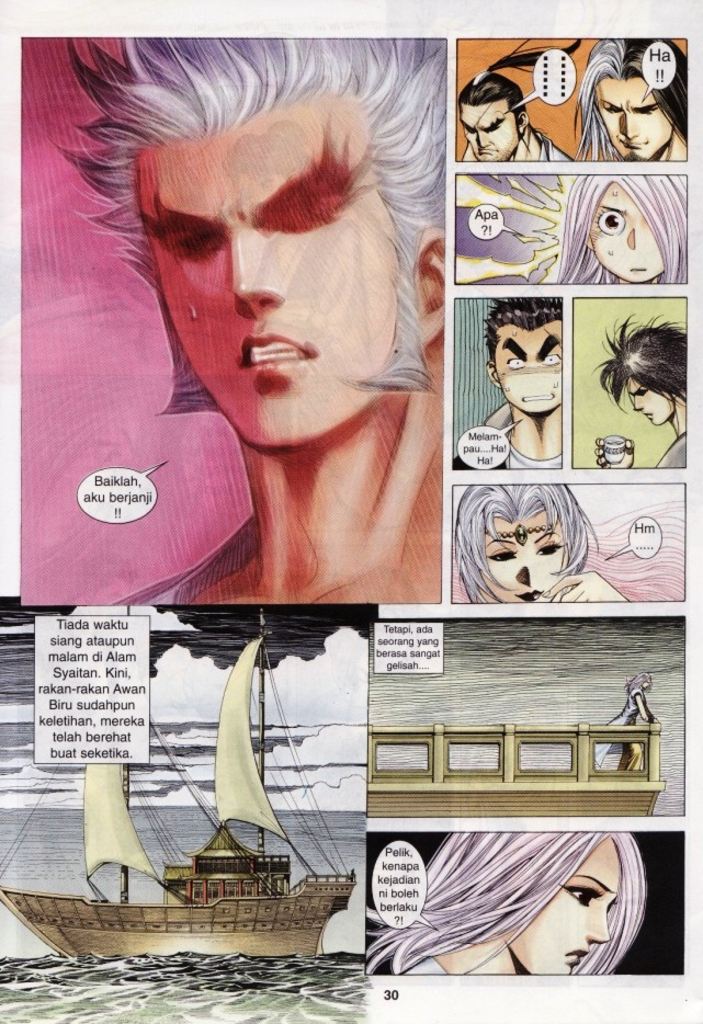 Baiklah,
aku berjanji
!!
Ha
!!
Apa
?!
Melam-
pau....Ha!
Ha!
Hm
.....
Tiada waktu
siang ataupun
malam di Alam
Syaitan. Kini,
rakan-rakan Awan
Biru sudahpun
keletihan, mereka
telah berehat
buat seketika.
Tetapi, ada
seorang yang
berasa sangat
gelisah....
Pelik,
kenapa
kejadian
ni boleh
berlaku
?!
30